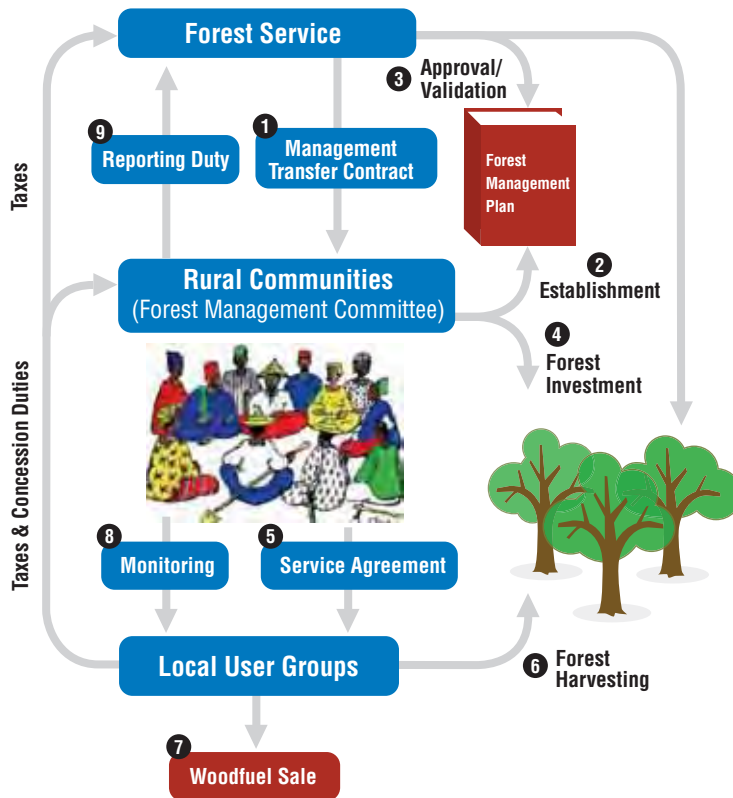 Forest Service
3 Approval/
Validation
9
Reporting Duty
1
Management
Transfer Contract
Forest
Management
Plan
Taxes
Rural Communities
(Forest Management Committee)
2
Establishment
4
Forest
Investment
Taxes & Concession Duties
8
Monitoring
5
Service Agreement
Local User Groups
6 Forest
Harvesting
7
Woodfuel Sale